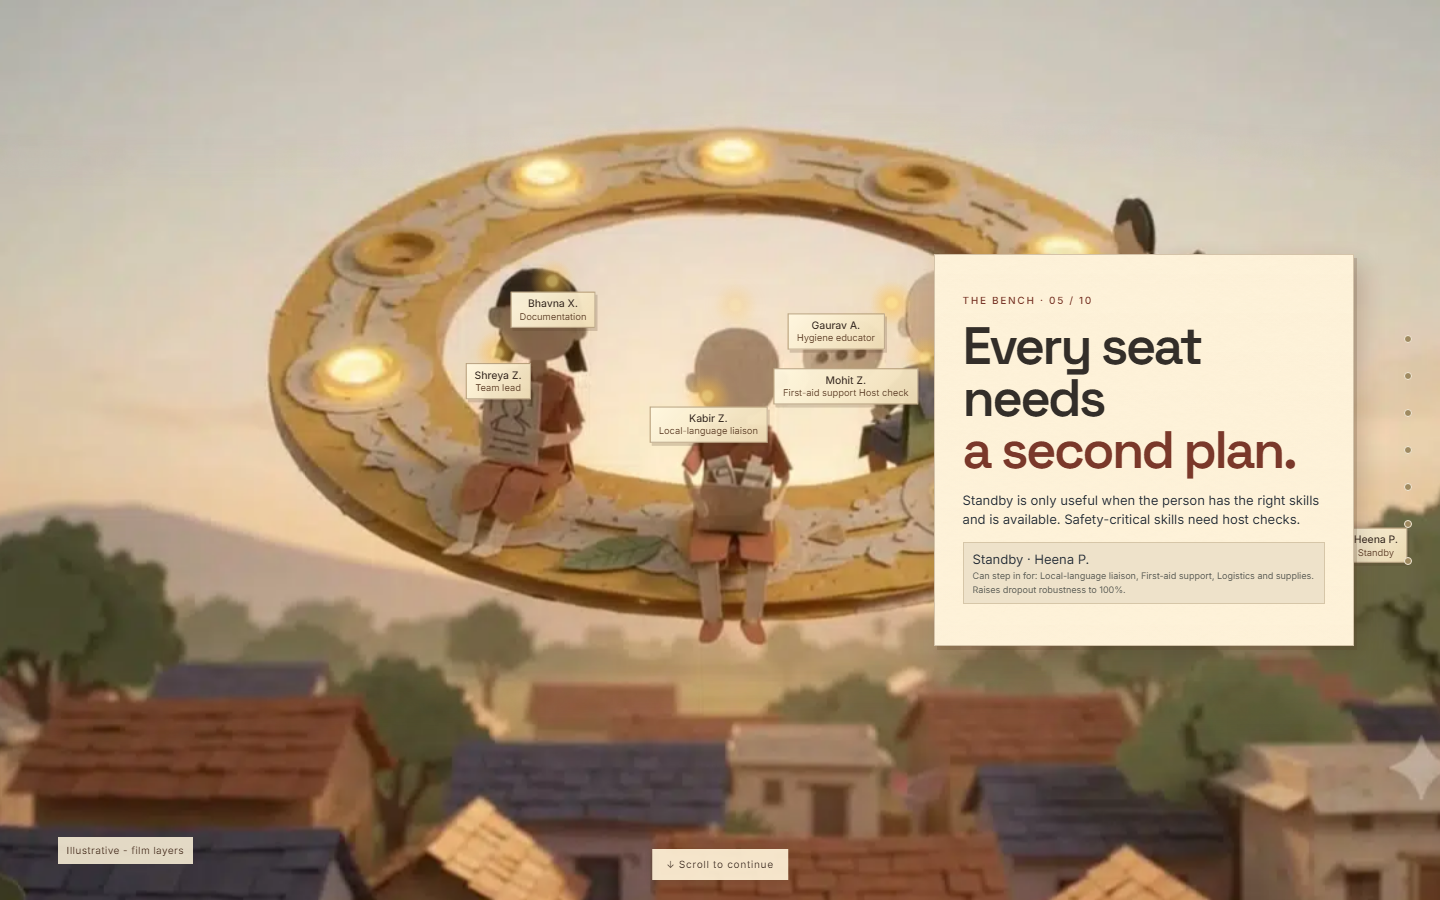 Bhavna X.
Documentation
Shreya Z.
Team lead
Gaurav A.
Hygiene educator
Mohit Z.
First-aid support Host check
Kabir Z.
Local-language liaison
THE BENCH · 05 / 10
Every seat
needs
a second plan.
Standby is only useful when the person has the right skills
and is available. Safety-critical skills need host checks.
Standby · Heena P.
Can step in for: Local-language liaison, First-aid support, Logistics and supplies.
Raises dropout robustness to 100%.
Heena P.
Standby
Illustrative - film layers
↓ Scroll to continue